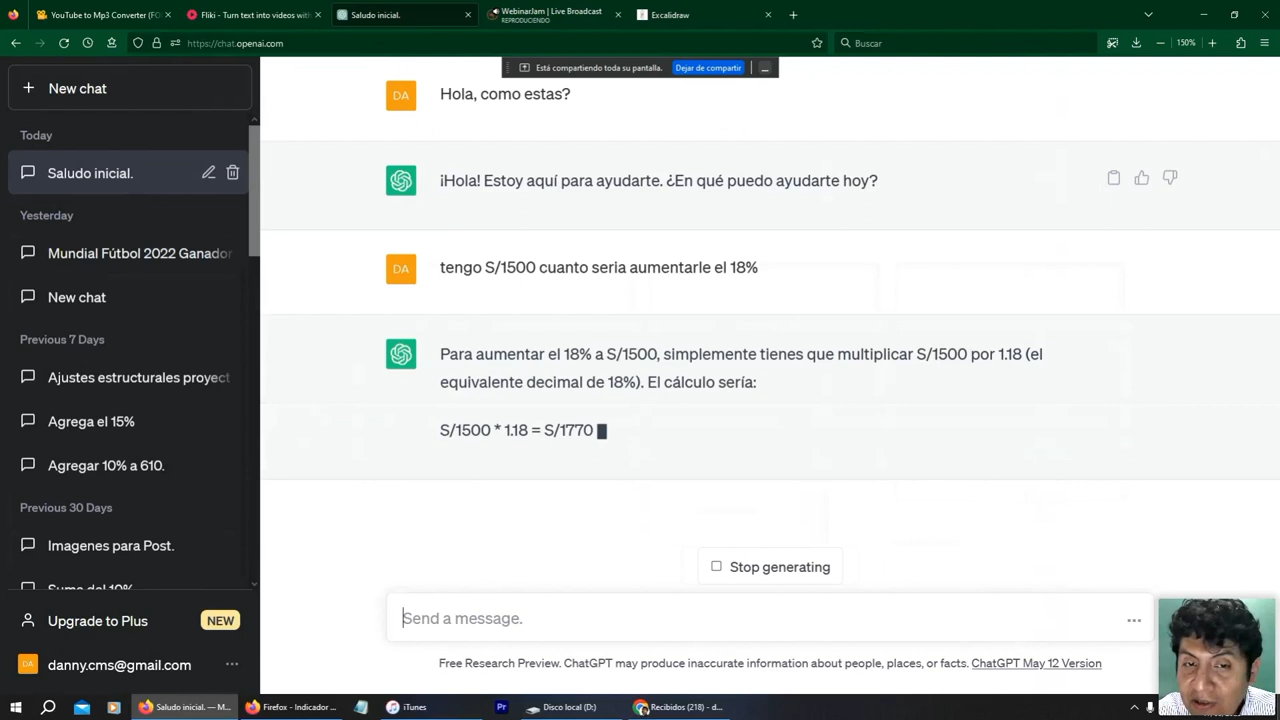 YouTube to Mp3 Converter (FO
Fliki - Turn text into videos with
Saludo inicial.
WebinarJam | Live Broadcast
REPRODUCIENDO
Excalidraw
https://chat.openai.com
Buscar
150%
Está compartiendo toda su pantalla.
Dejar de compartir
New chat
Today
Saludo inicial.
Yesterday
Mundial Fútbol 2022 Ganador
New chat
Previous 7 Days
Ajustes estructurales proyect
Agrega el 15%
Agregar 10% a 610.
Previous 30 Days
Imagenes para Post.
Suma del 10%
Upgrade to Plus
NEW
DA
danny.cms@gmail.com
DA
Hola, como estas?
¡Hola! Estoy aquí para ayudarte. ¿En qué puedo ayudarte hoy?
DA
tengo S/1500 cuanto seria aumentarle el 18%
Para aumentar el 18% a S/1500, simplemente tienes que multiplicar S/1500 por 1.18 (el
equivalente decimal de 18%). El cálculo sería:
S/1500 * 1.18 = S/1770
Stop generating
Send a message.
Free Research Preview. ChatGPT may produce inaccurate information about people, places, or facts. ChatGPT May 12 Version
Saludo inicial. — M...
Firefox - Indicador ...
iTunes
Pr
Disco local (D:)
Recibidos (218) - d...